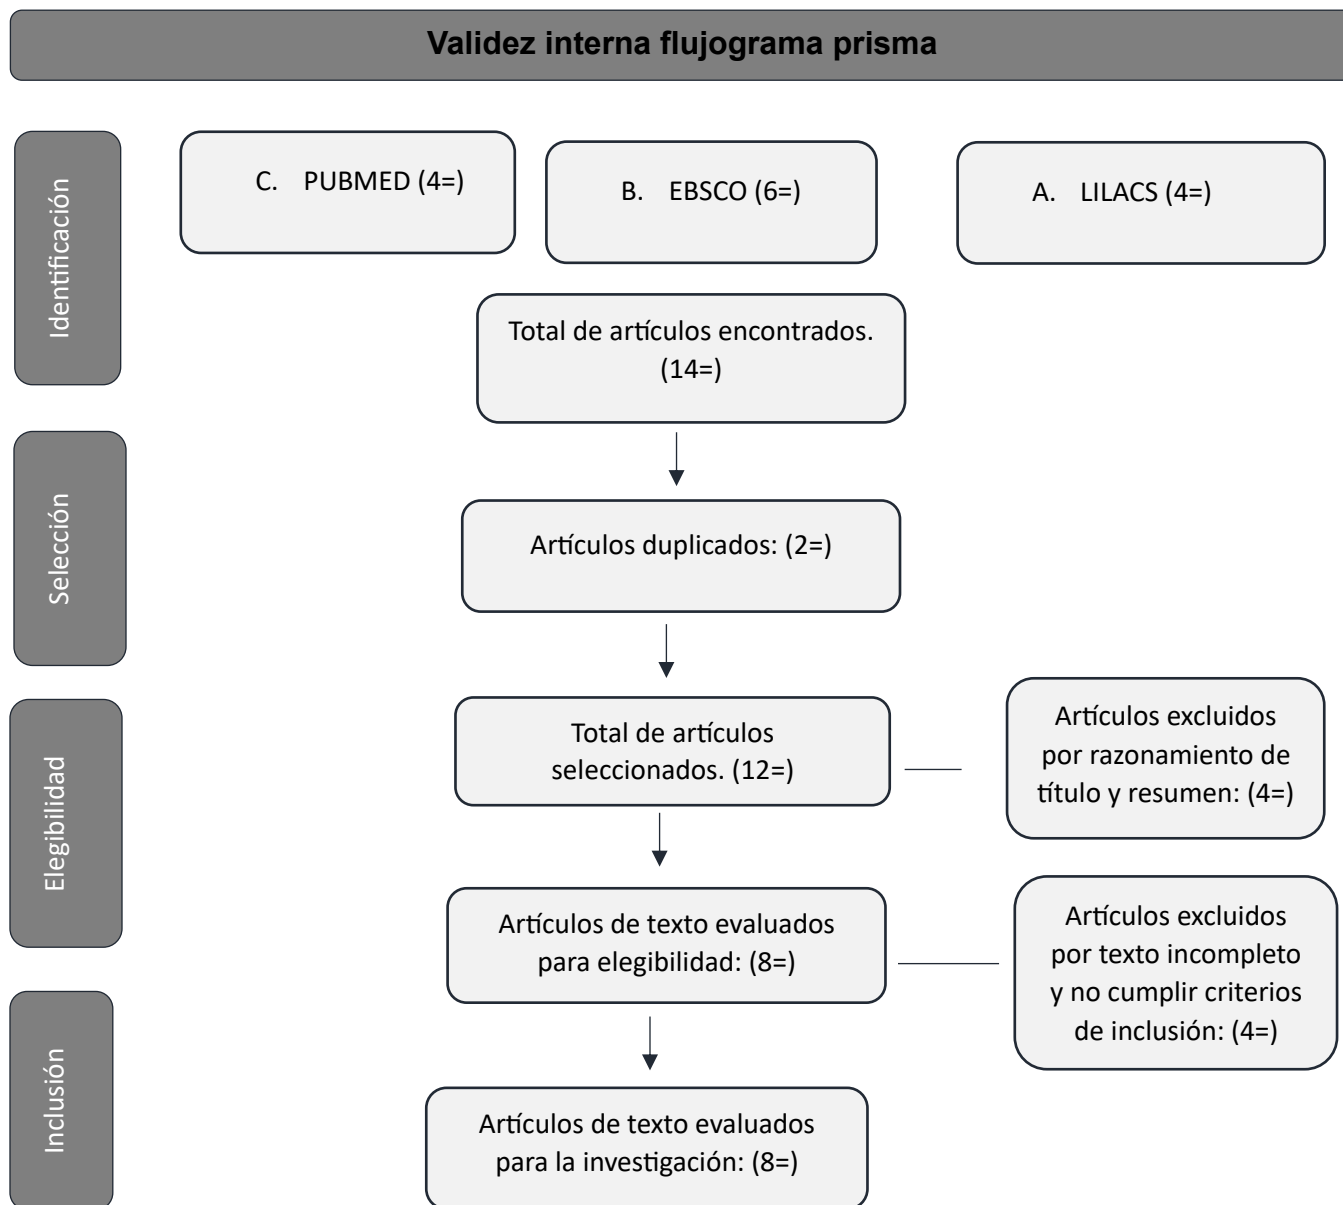 Validez interna flujograma prisma
Identificación
C. PUBMED (4=)
B. EBSCO (6=)
A. LILACS (4=)
Total de artículos encontrados.
(14=)
Selección
Artículos duplicados: (2=)
Elegibilidad
Total de artículos
seleccionados. (12=)
Artículos excluidos
por razonamiento de
título y resumen: (4=)
Artículos de texto evaluados
para elegibilidad: (8=)
Artículos excluidos
por texto incompleto
y no cumplir criterios
de inclusión: (4=)
Inclusión
Artículos de texto evaluados
para la investigación: (8=)